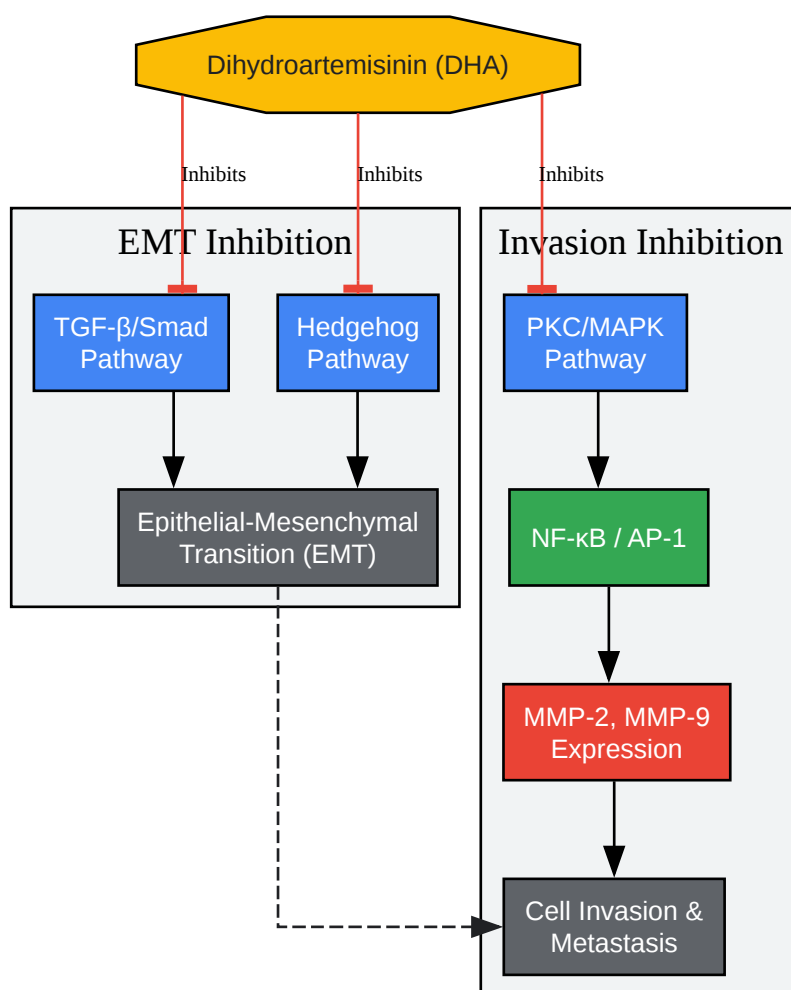 Dihydroartemisinin (DHA)
Inhibits
Inhibits
Inhibits
EMT Inhibition
Invasion Inhibition
TGF-β/Smad
Pathway
Hedgehog
Pathway
PKC/MAPK
Pathway
Epithelial-Mesenchymal
Transition (EMT)
NF-κB / AP-1
MMP-2, MMP-9
Expression
Cell Invasion &
Metastasis